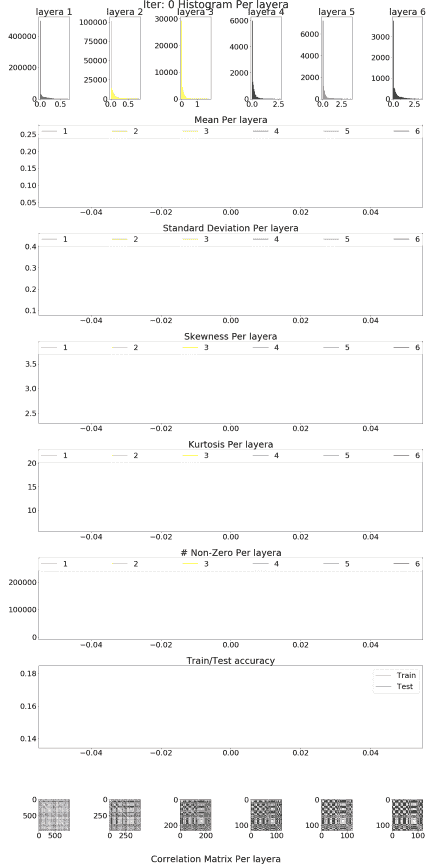 Iter: 0 Histogram Per layera
layera 1 layera 2 layera 3 layera 4 layera 5 layera 6
400000 200000 0 0.0 0.5
100000 75000 50000 25000 0 0.0 0.5
30000 20000 10000 0 0 1
6000 4000 2000 0 0.0 2.5
6000 4000 2000 0 0.0 2.5
3000 2000 1000 0 0.0 2.5
Mean Per layera
1 2 3 4 5 6
0.25
0.20
0.15
0.10
0.05
−0.04 −0.02 0.00 0.02 0.04
Standard Deviation Per layera
1 2 3 4 5 6
0.4
0.3
0.2
0.1
−0.04 −0.02 0.00 0.02 0.04
Skewness Per layera
1 2 3 4 5 6
3.5
3.0
2.5
−0.04 −0.02 0.00 0.02 0.04
Kurtosis Per layera
1 2 3 4 5 6
20
15
10
−0.04 −0.02 0.00 0.02 0.04
# Non-Zero Per layera
1 2 3 4 5 6
200000
100000
0
−0.04 −0.02 0.00 0.02 0.04
Train/Test accuracy
Train
Test
0.18
0.16
0.14
−0.04 −0.02 0.00 0.02 0.04
0 0 0 0 0 0
500 250 200 100 100 100
0 500 0 250 0 200 0 100 0 100 0 100
Correlation Matrix Per layera